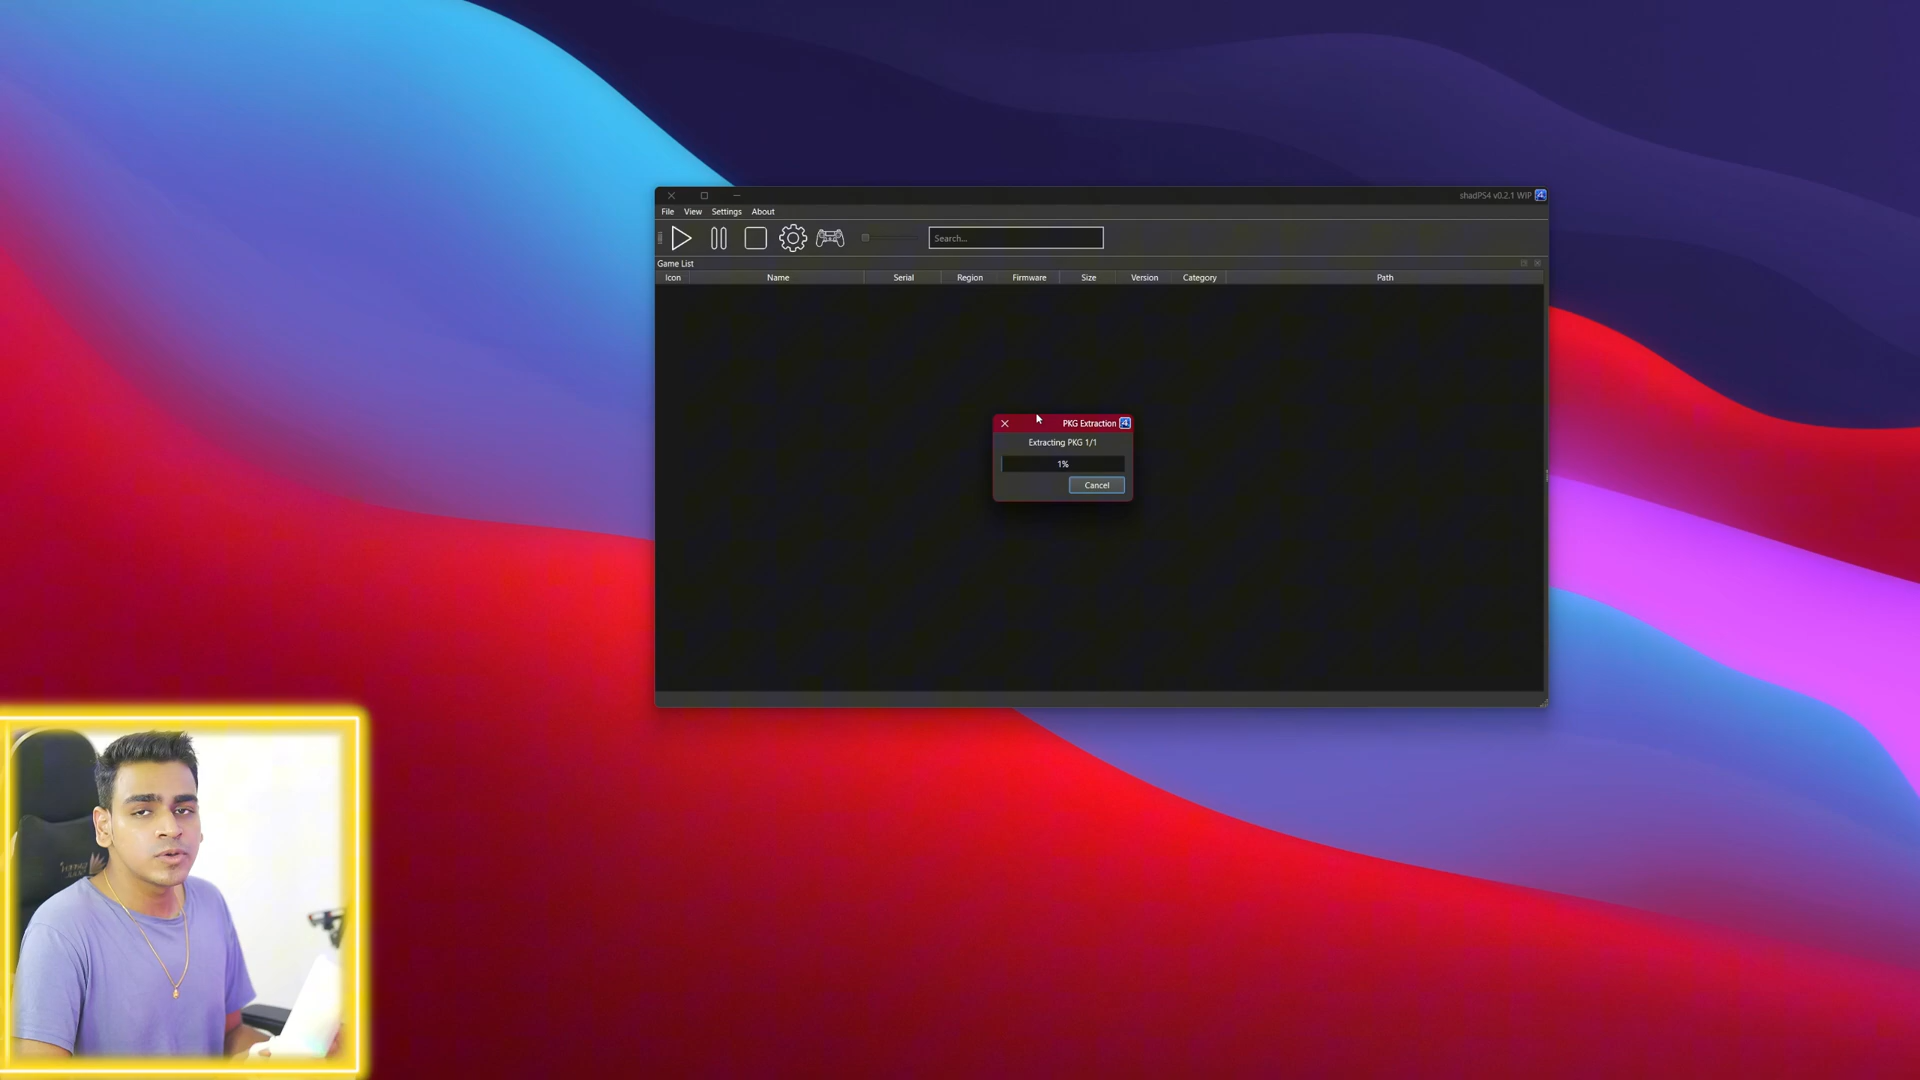 shadPS4 v0.2.1 WIP
File View Settings About
Search...
Game List
Icon Name Serial Region Firmware Size Version Category Path
PKG Extraction
Extracting PKG 1/1
1%
Cancel